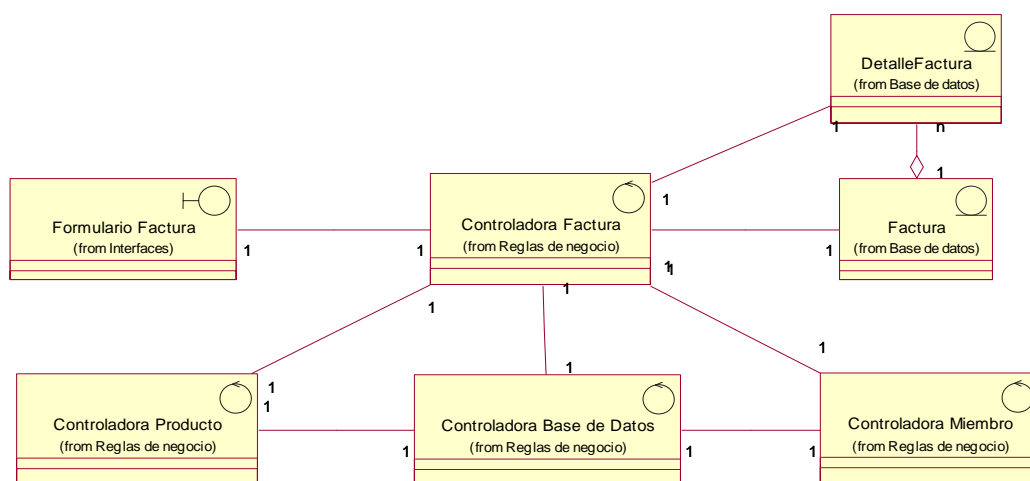 DetalleFactura
(from Base de datos)
1
n
1
1
Formulario Factura
(from Interfaces)
Controladora Factura
(from Reglas de negocio)
Factura
(from Base de datos)
1
1
1
1
1
1
1
1
1
1
1
1
Controladora Producto
(from Reglas de negocio)
Controladora Base de Datos
(from Reglas de negocio)
Controladora Miembro
(from Reglas de negocio)
1
1
1